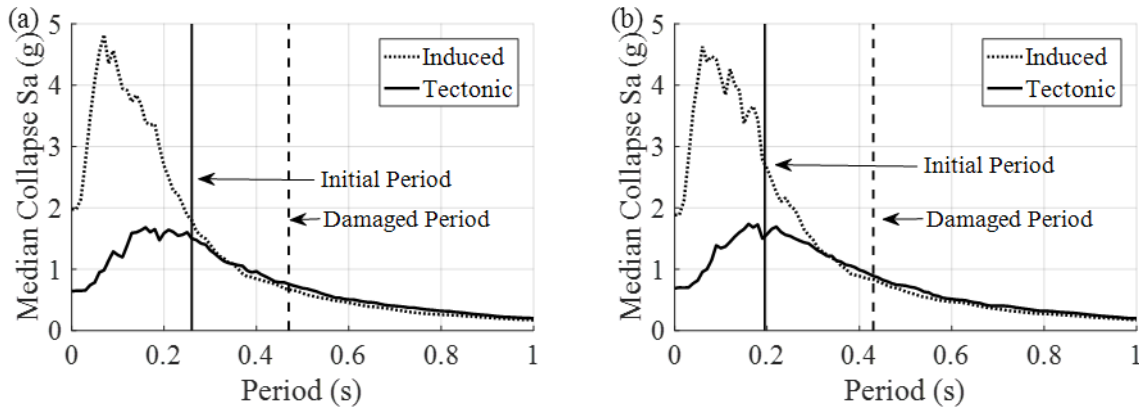 (a)
5
4
3
2
1
0
Median Collapse Sa (g)
Induced
Tectonic
Initial Period
Damaged Period
0 0.2 0.4 0.6 0.8 1
Period (s)
(b)
5
4
3
2
1
0
Median Collapse Sa (g)
Induced
Tectonic
Initial Period
Damaged Period
0 0.2 0.4 0.6 0.8 1
Period (s)